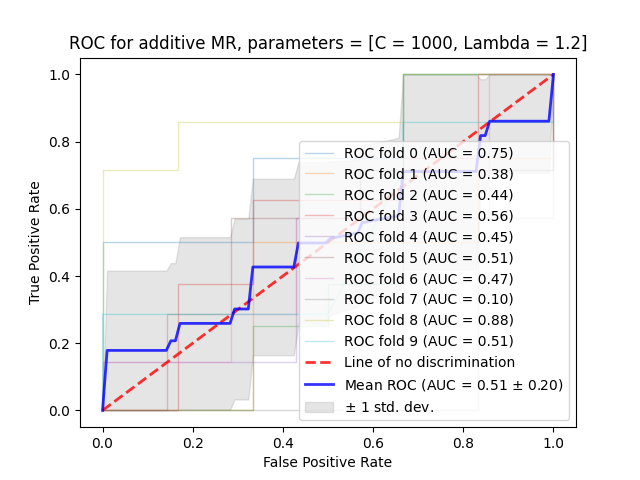 ROC for additive MR, parameters = [C = 1000, Lambda = 1.2]
True Positive Rate
1.0
0.8
0.6
0.4
0.2
0.0
ROC fold 0 (AUC = 0.75)
ROC fold 1 (AUC = 0.38)
ROC fold 2 (AUC = 0.44)
ROC fold 3 (AUC = 0.56)
ROC fold 4 (AUC = 0.45)
ROC fold 5 (AUC = 0.51)
ROC fold 6 (AUC = 0.47)
ROC fold 7 (AUC = 0.10)
ROC fold 8 (AUC = 0.88)
ROC fold 9 (AUC = 0.51)
Line of no discrimination
Mean ROC (AUC = 0.51 ± 0.20)
± 1 std. dev.
0.0 0.2 0.4 0.6 0.8 1.0
False Positive Rate